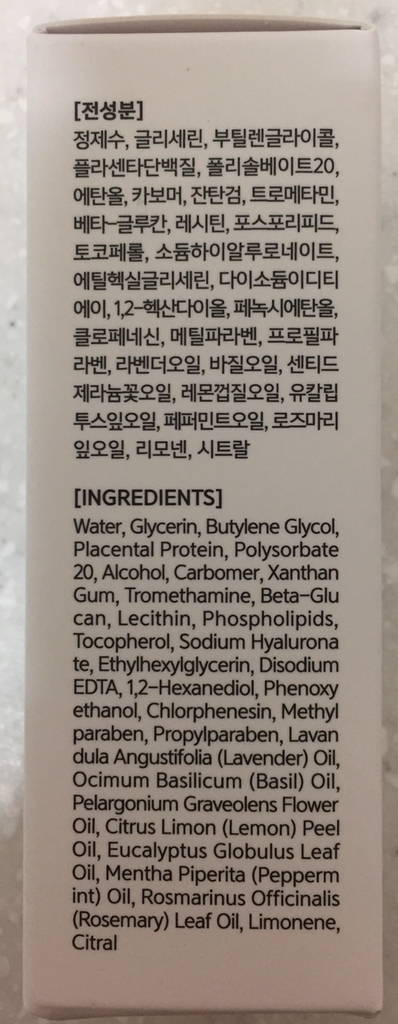 [전성분]
정제수, 글리세린, 부틸렌글라이콜,
플라센타단백질, 폴리솔베이트20,
에탄올, 카보머, 잔탄검, 트로메타민,
베타-글루칸, 레시틴, 포스포리피드,
토코페롤, 소듐하이알루로네이트,
에틸헥실글리세린, 다이소듐이디티
에이, 1,2-헥산다이올, 페녹시에탄올,
클로페네신, 메틸파라벤, 프로필파
라벤, 라벤더오일, 바질오일, 센티드
제라늄꽃오일, 레몬껍질오일, 유칼립
투스잎오일, 페퍼민트오일, 로즈마리
잎오일, 리모넨, 시트랄
[INGREDIENTS]
Water, Glycerin, Butylene Glycol,
Placental Protein, Polysorbate
20, Alcohol, Carbomer, Xanthan
Gum, Tromethamine, Beta-Glu
can, Lecithin, Phospholipids,
Tocopherol, Sodium Hyalurona
te, Ethylhexylglycerin, Disodium
EDTA, 1,2-Hexanediol, Phenoxy
ethanol, Chlorphenesin, Methyl
paraben, Propylparaben, Lavan
dula Angustifolia (Lavender) Oil,
Ocimum Basilicum (Basil) Oil,
Pelargonium Graveolens Flower
Oil, Citrus Limon (Lemon) Peel
Oil, Eucalyptus Globulus Leaf
Oil, Mentha Piperita (Pepperm
int) Oil, Rosmarinus Officinalis
(Rosemary) Leaf Oil, Limonene,
Citral